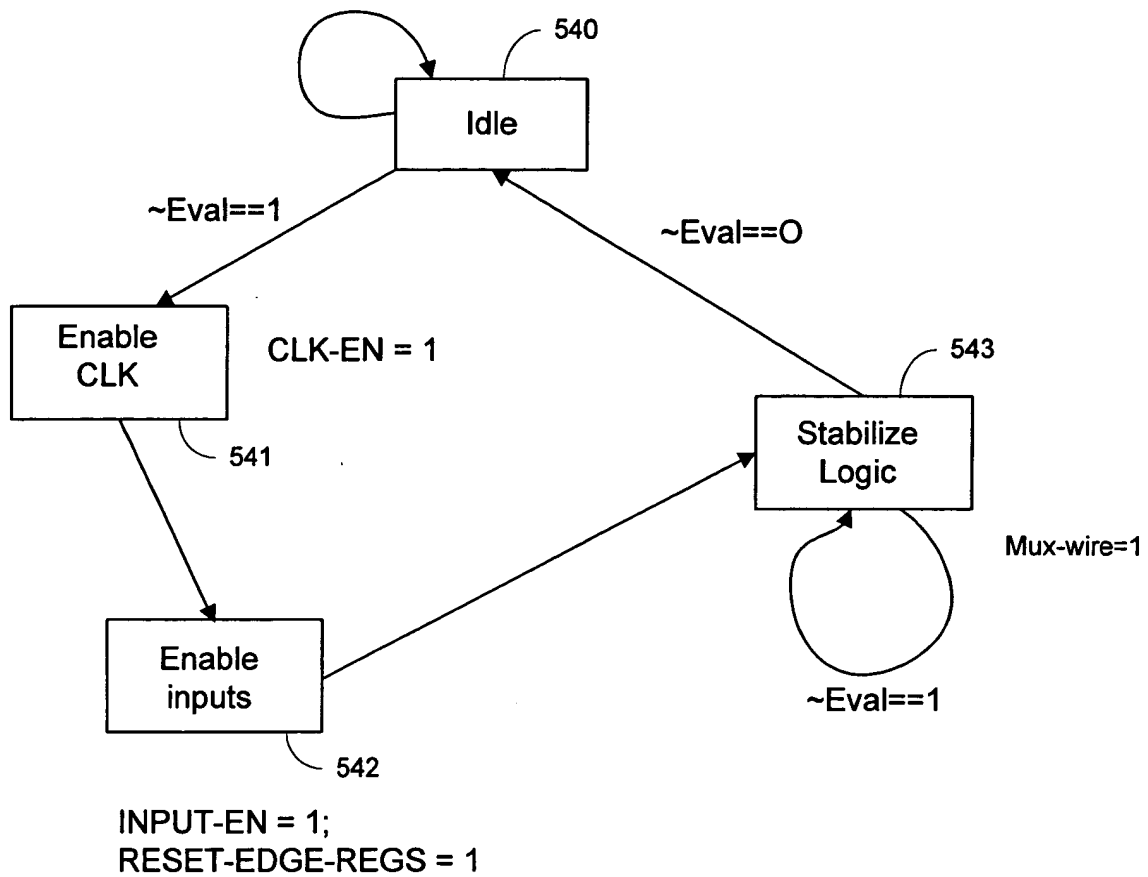 540
Idle
~Eval==1
~Eval==O
Enable
CLK
CLK-EN = 1
541
543
Stabilize
Logic
Mux-wire=1
~Eval==1
Enable
inputs
542
INPUT-EN = 1;
RESET-EDGE-REGS = 1